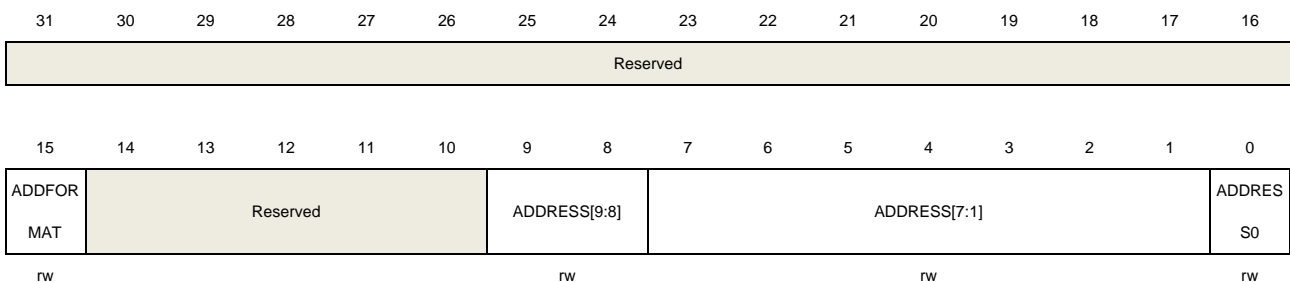 31 30 29 28 27 26 25 24 23 22 21 20 19 18 17 16
Reserved
15 14 13 12 11 10 9 8 7 6 5 4 3 2 1 0
ADDFOR
MAT
Reserved
ADDRESS[9:8]
ADDRESS[7:1]
ADDRES
S0
rw rw rw rw